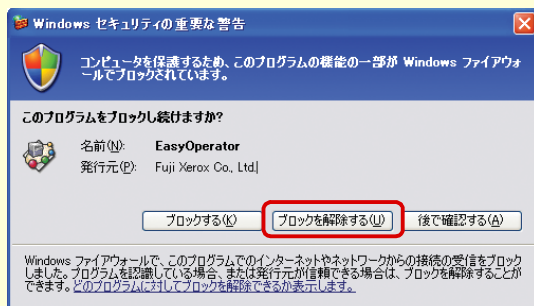 Windows セキュリティの重要な警告
コンピュータを保護するため、このプログラムの機能の一部が Windows ファイアウォ
ールでブロックされています。
このプログラムをブロックし続けますか?
名前(N): EasyOperator
発行元(P): Fuji Xerox Co., Ltd.
ブロックする(K) ブロックを解除する(U) 後で確認する(A)
Windows ファイアウォールで、このプログラムでのインターネットやネットワークからの接続の受信をブロック
しました。プログラムを認識している場合、または発行元が信頼できる場合は、ブロックを解除することが
できます。どのプログラムに対してブロックを解除できるか表示します。